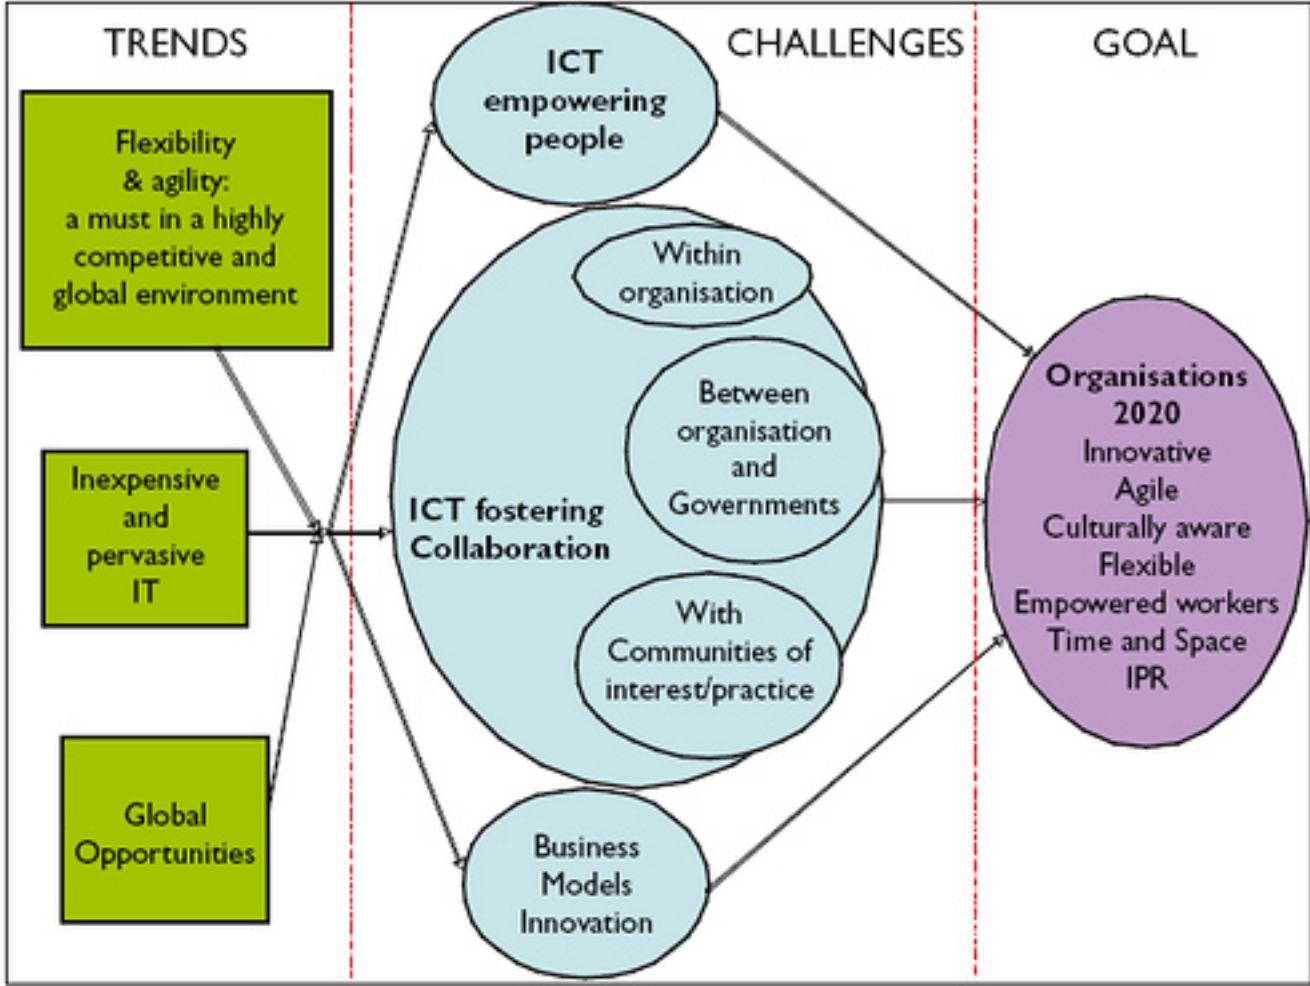 TRENDS
CHALLENGES
GOAL
Flexibility
& agility:
a must in a highly
competitive and
global environment
Inexpensive
and
pervasive
IT
Global
Opportunities
ICT
empowering
people
ICT fostering
Collaboration
Within
organisation
Between
organisation
and
Governments
With
Communities of
interest/practice
Business
Models
Innovation
Organisations
2020
Innovative
Agile
Culturally aware
Flexible
Empowered workers
Time and Space
IPR